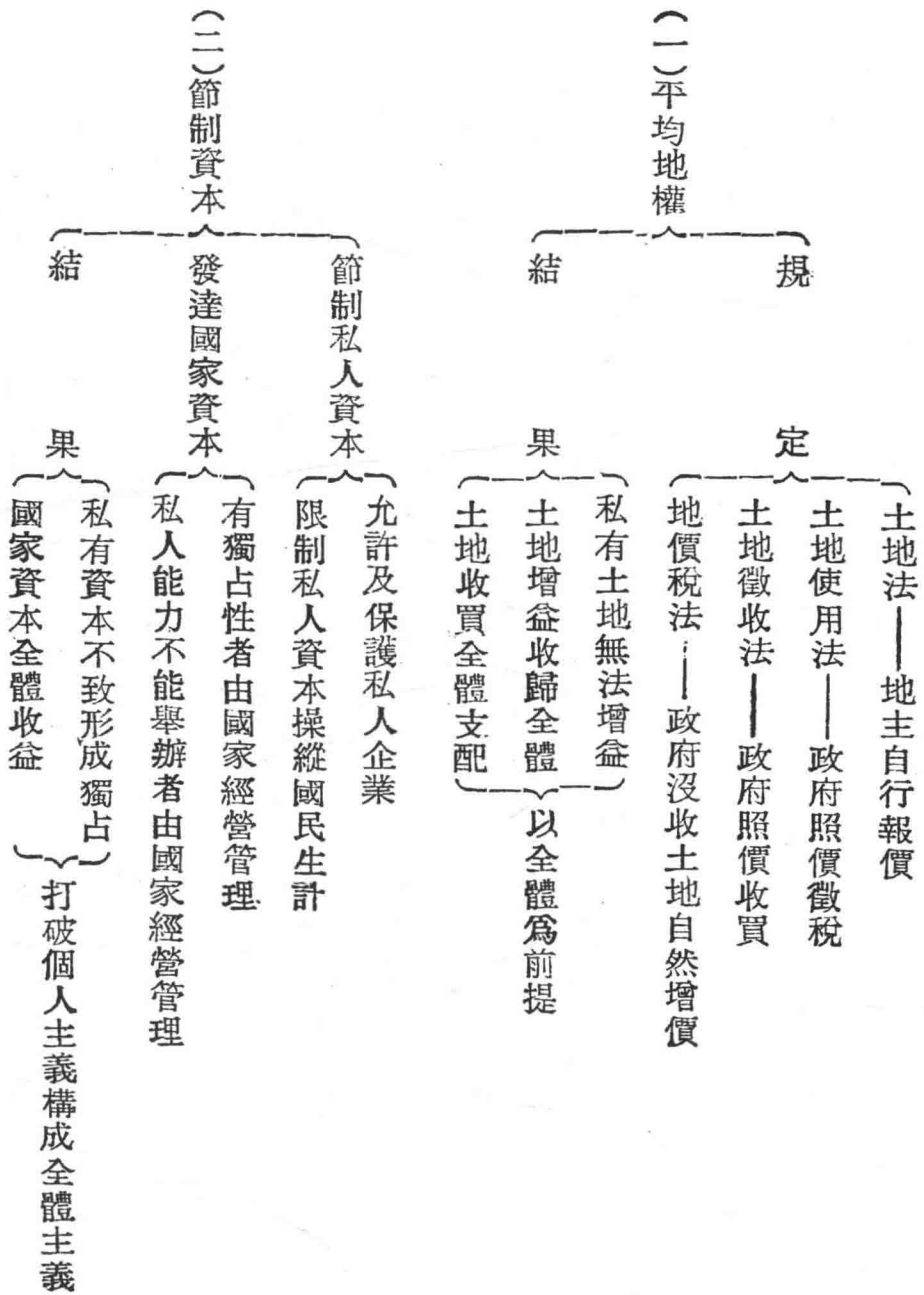 (一)平均地權
規定
土地法——地主自行報價
土地使用法——政府照價徵稅
土地徵收法——政府照價收買
地價稅法——政府沒收土地自然增價
結果
私有土地無法增益
土地增益收歸全體
土地收買全體支配
以全體爲前提
(二)節制資本
節制私人資本
允許及保護私人企業
限制私人資本操縱國民生計
發達國家資本
有獨占性者由國家經營管理
私人能力不能舉辦者由國家經營管理
結果
私有資本不致形成獨占
國家資本全體收益
打破個人主義構成全體主義